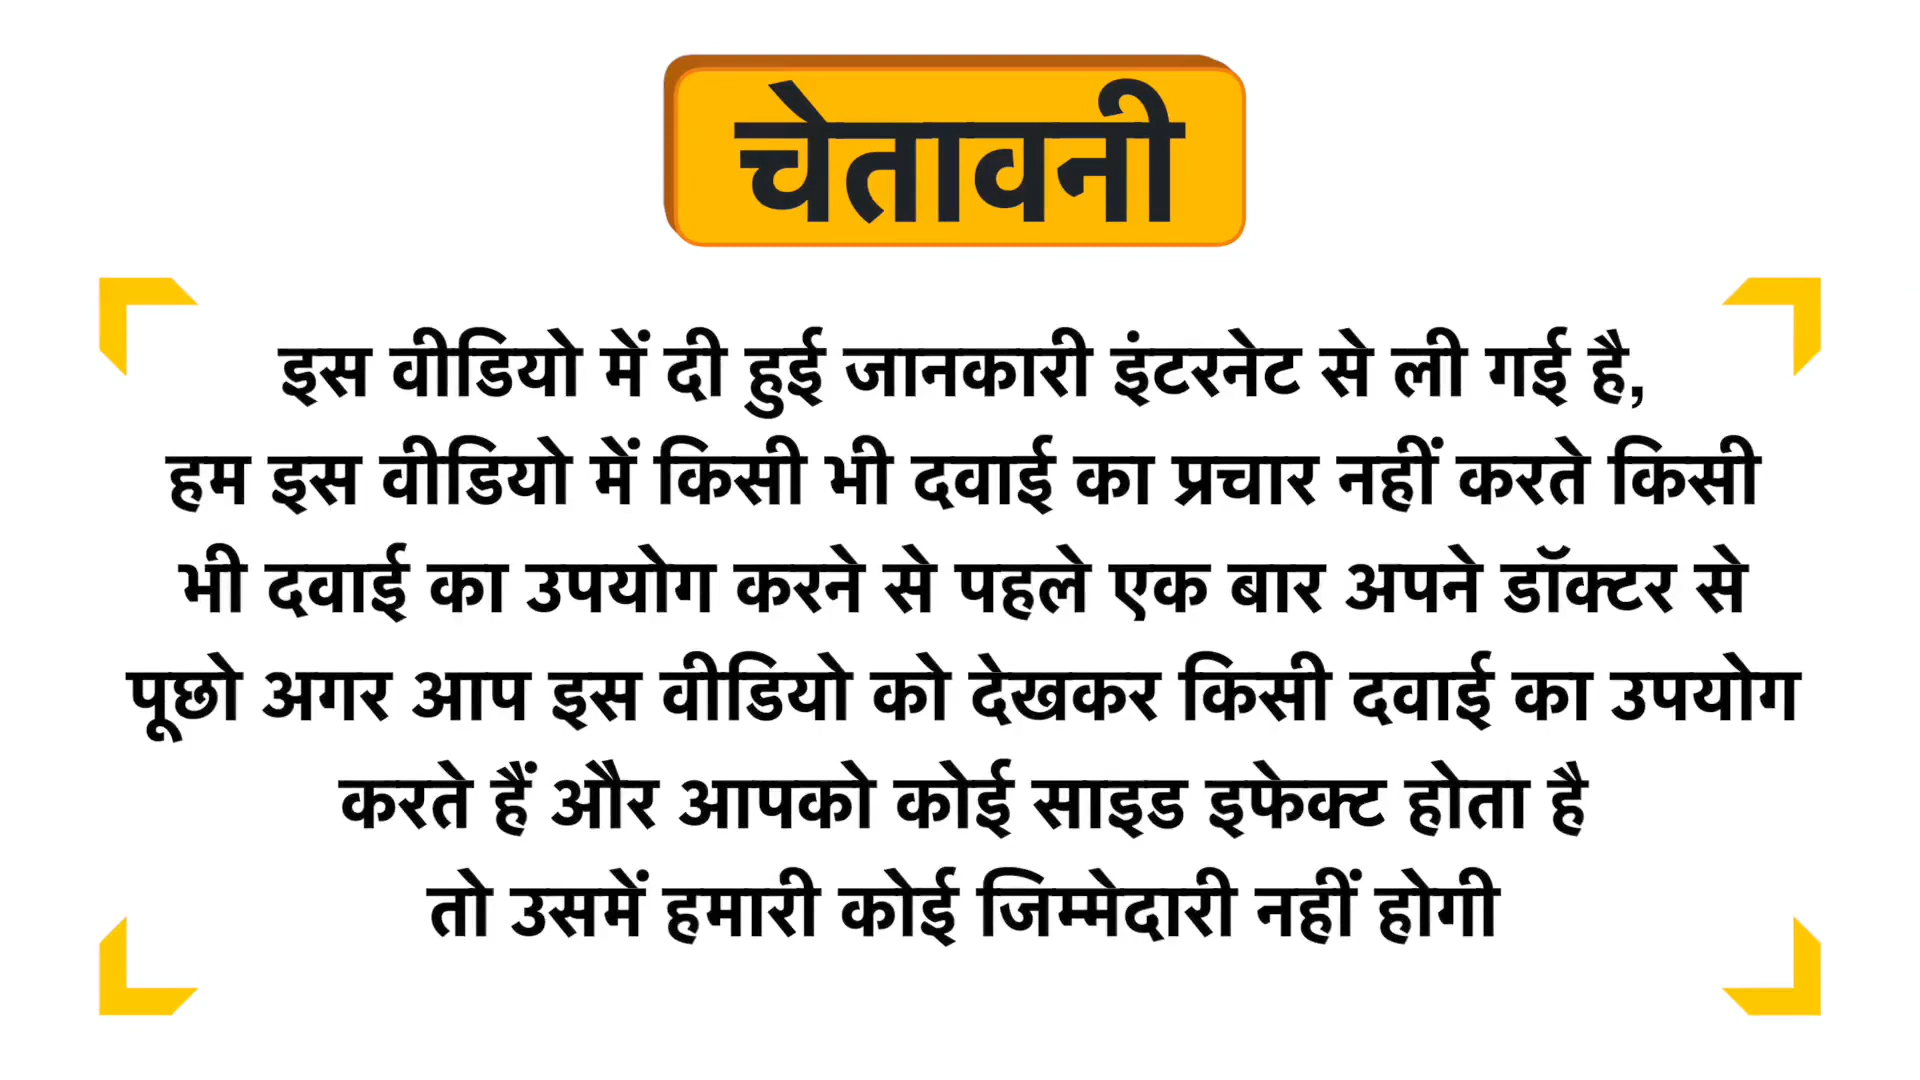 चेतावनी
इस वीडियो में दी हुई जानकारी इंटरनेट से ली गई है,
हम इस वीडियो में किसी भी दवाई का प्रचार नहीं करते किसी
भी दवाई का उपयोग करने से पहले एक बार अपने डॉक्टर से
पूछो अगर आप इस वीडियो को देखकर किसी दवाई का उपयोग
करते हैं और आपको कोई साइड इफेक्ट होता है
तो उसमें हमारी कोई जिम्मेदारी नहीं होगी